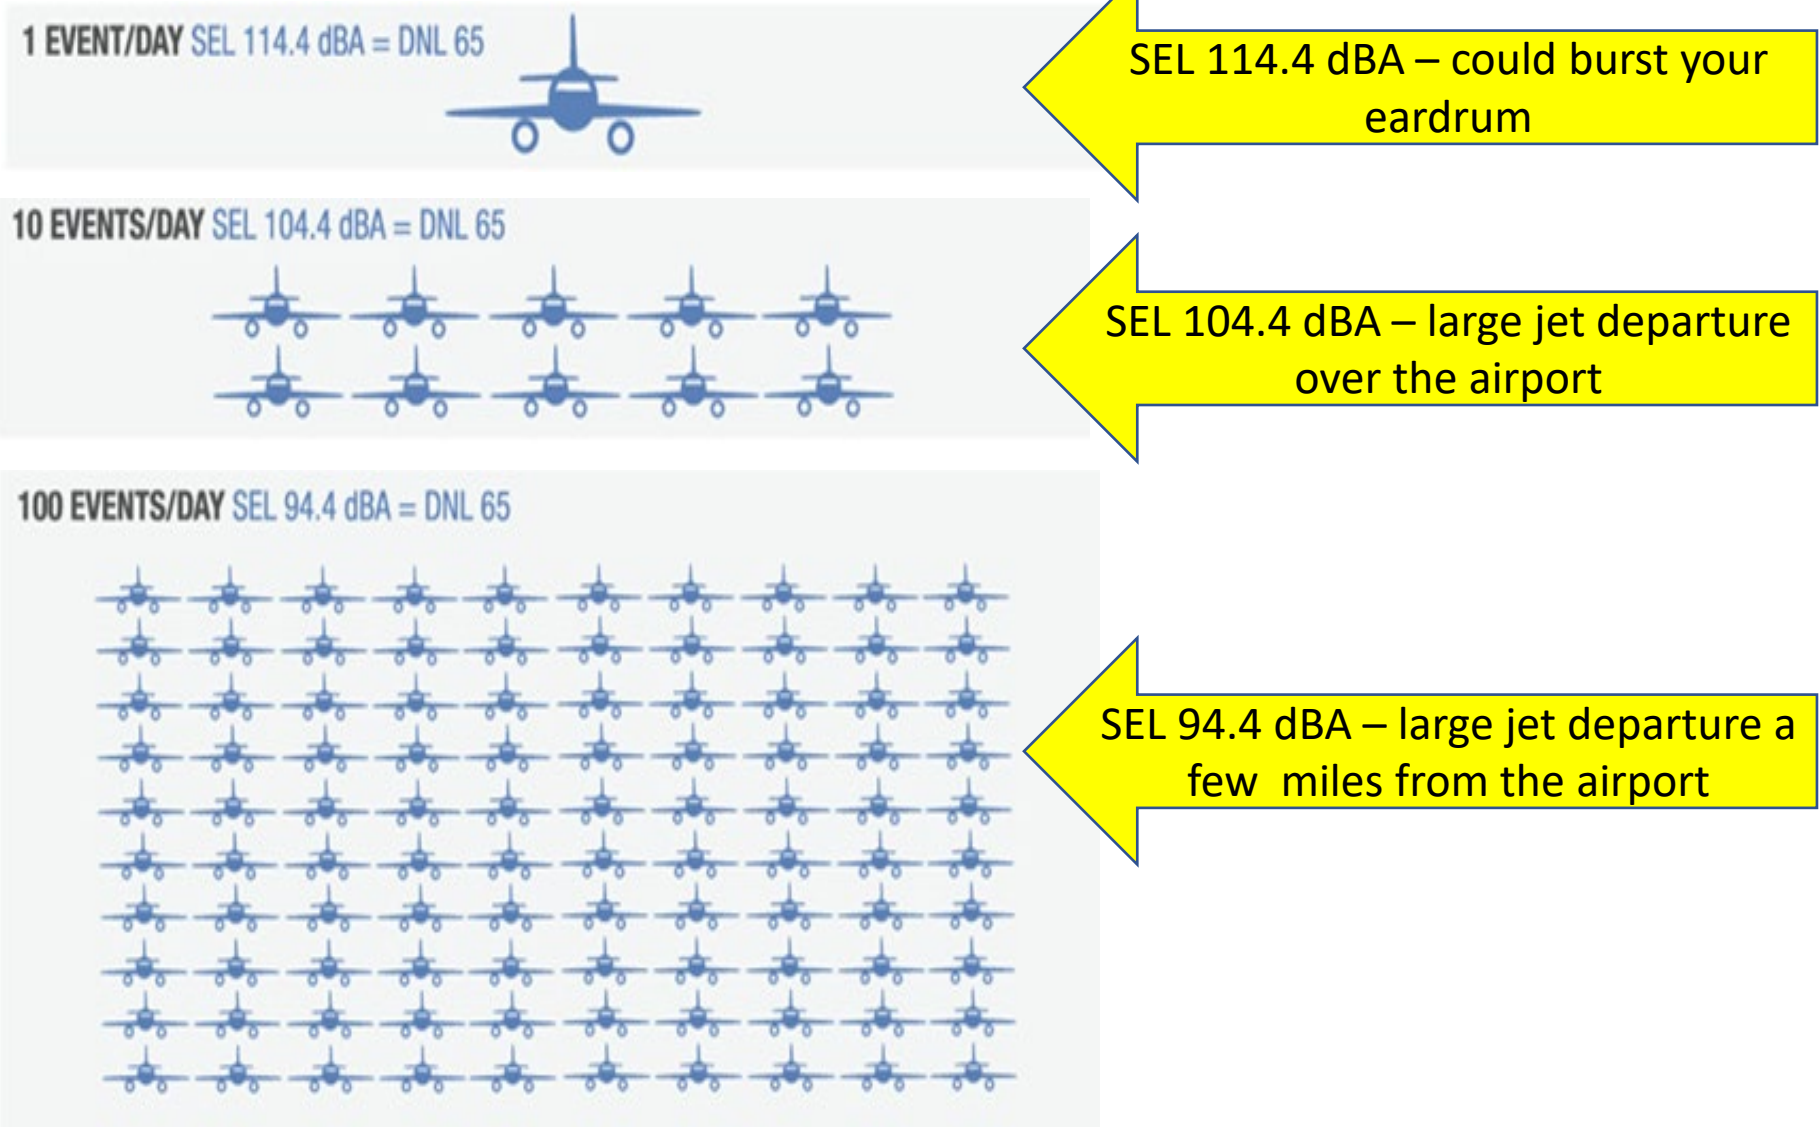 1 EVENT/DAY SEL 114.4 dBA = DNL 65
SEL 114.4 dBA – could burst your
eardrum
10 EVENTS/DAY SEL 104.4 dBA = DNL 65
SEL 104.4 dBA – large jet departure
over the airport
100 EVENTS/DAY SEL 94.4 dBA = DNL 65
SEL 94.4 dBA – large jet departure a
few  miles from the airport